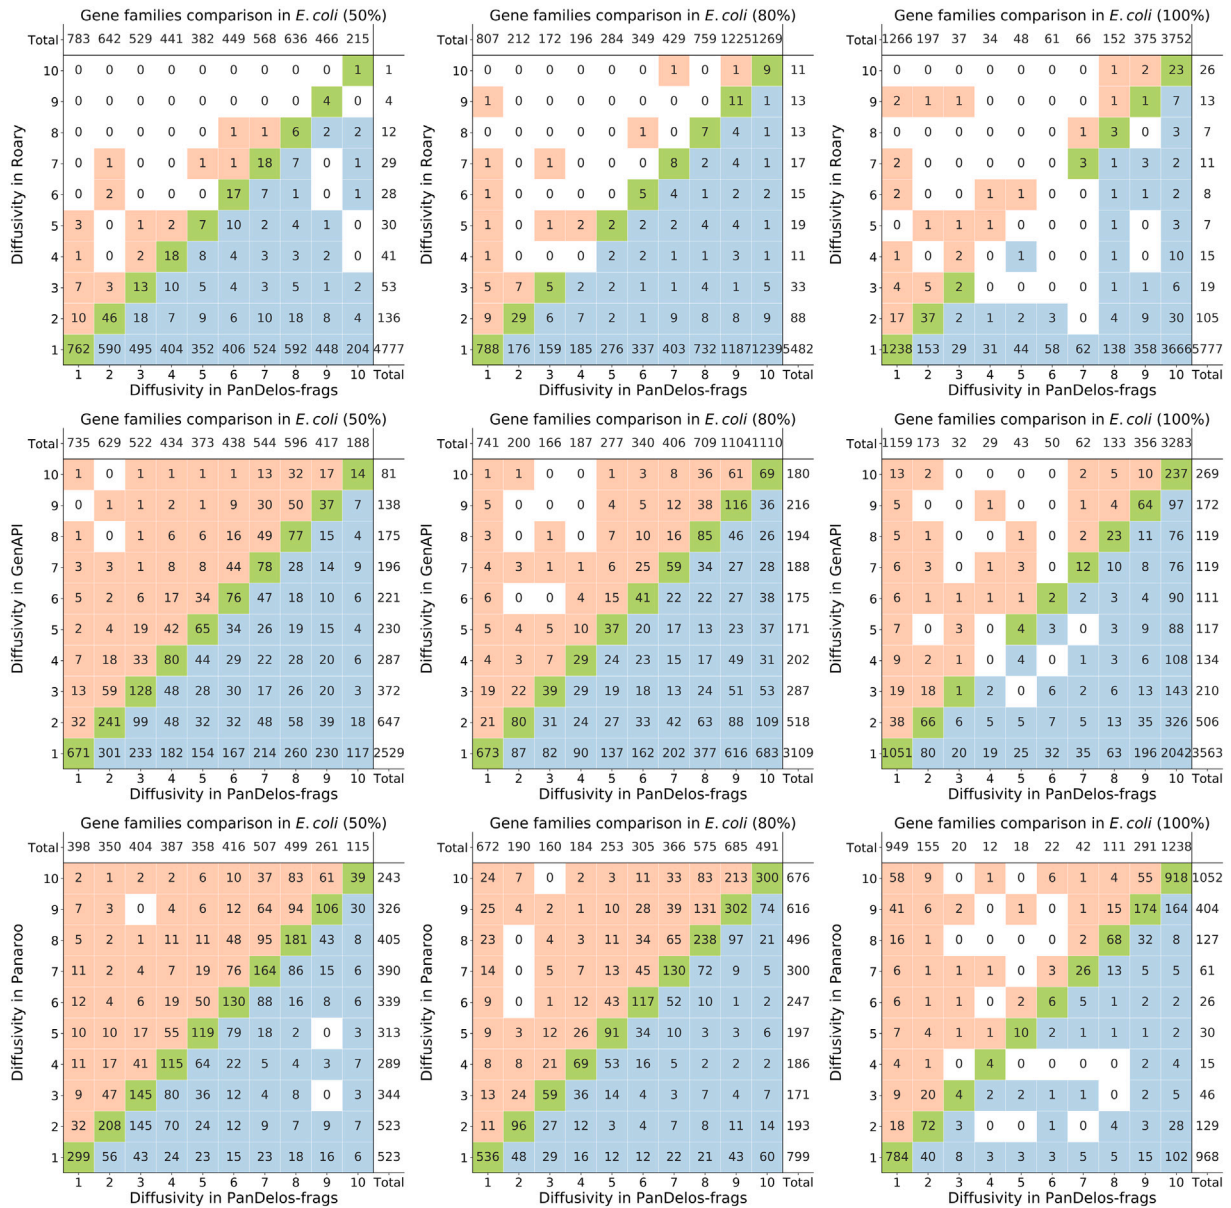 Gene families comparison in E. coli (50%)
Total 783 642 529 441 382 449 568 636 466 215
10 0 0 0 0 0 0 0 0 0 1 1
9 0 0 0 0 0 0 0 0 4 0 4
8 0 0 0 0 0 1 1 6 2 2 12
7 0 1 0 0 1 1 18 7 0 1 29
6 0 2 0 0 0 17 7 1 0 1 28
5 3 0 1 2 7 10 2 4 1 0 30
4 1 0 2 18 8 4 3 3 2 0 41
3 7 3 13 10 5 4 3 5 1 2 53
2 10 46 18 7 9 6 10 18 8 4 136
1 762 590 495 404 352 406 524 592 448 204 4777
1 2 3 4 5 6 7 8 9 10 Total
Diffusivity in PanDelos-frags
Diffusivity in Roary
Gene families comparison in E. coli (80%)
Total 807 212 172 196 284 349 429 759 1225 1269
10 0 0 0 0 0 0 1 0 1 9 11
9 1 0 0 0 0 0 0 0 11 1 13
8 0 0 0 0 0 1 0 7 4 1 13
7 1 0 1 0 0 0 8 2 4 1 17
6 1 0 0 0 0 5 4 1 2 2 15
5 1 0 1 2 2 2 2 4 4 1 19
4 1 0 0 0 2 2 1 1 3 1 11
3 5 7 5 2 2 1 1 4 1 5 33
2 9 29 6 7 2 1 9 8 8 9 88
1 788 176 159 185 276 337 403 732 1187 1239 5482
1 2 3 4 5 6 7 8 9 10 Total
Diffusivity in PanDelos-frags
Diffusivity in Roary
Gene families comparison in E. coli (100%)
Total 1266 197 37 34 48 61 66 152 375 3752
10 0 0 0 0 0 0 0 1 2 23 26
9 2 1 1 0 0 0 0 1 1 7 13
8 0 0 0 0 0 0 1 3 0 3 7
7 2 0 0 0 0 0 3 1 3 2 11
6 2 0 0 1 1 0 0 1 1 2 8
5 0 1 1 1 0 0 0 1 0 3 7
4 1 0 2 0 1 0 0 1 0 10 15
3 4 5 2 0 0 0 0 1 1 6 19
2 17 37 2 1 2 3 0 4 9 30 105
1 1238 153 29 31 44 58 62 138 358 3666 5777
1 2 3 4 5 6 7 8 9 10 Total
Diffusivity in PanDelos-frags
Diffusivity in Roary
Gene families comparison in E. coli (50%)
Total 735 629 522 434 373 438 544 596 417 188
10 1 0 1 1 1 1 13 32 17 14 81
9 0 1 1 2 1 9 30 50 37 7 138
8 1 0 1 6 6 16 49 77 15 4 175
7 3 3 1 8 8 44 78 28 14 9 196
6 5 2 6 17 34 76 47 18 10 6 221
5 2 4 19 42 65 34 26 19 15 4 230
4 7 18 33 80 44 29 22 28 20 6 287
3 13 59 128 48 28 30 17 26 20 3 372
2 32 241 99 48 32 32 48 58 39 18 647
1 671 301 233 182 154 167 214 260 230 117 2529
1 2 3 4 5 6 7 8 9 10 Total
Diffusivity in PanDelos-frags
Diffusivity in GenAPI
Gene families comparison in E. coli (80%)
Total 741 200 166 187 277 340 406 709 1104 1110
10 1 1 0 0 1 3 8 36 61 69 180
9 5 0 0 0 4 5 12 38 116 36 216
8 3 0 1 0 7 10 16 85 46 26 194
7 4 3 1 1 6 25 59 34 27 28 188
6 6 0 0 4 15 41 22 22 27 38 175
5 5 4 5 10 37 20 17 13 23 37 171
4 4 3 7 29 24 23 15 17 49 31 202
3 19 22 39 29 19 18 13 24 51 53 287
2 21 80 31 24 27 33 42 63 88 109 518
1 673 87 82 90 137 162 202 377 616 683 3109
1 2 3 4 5 6 7 8 9 10 Total
Diffusivity in PanDelos-frags
Diffusivity in GenAPI
Gene families comparison in E. coli (100%)
Total 1159 173 32 29 43 50 62 133 356 3283
10 13 2 0 0 0 0 2 5 10 237 269
9 5 0 0 1 0 0 1 4 64 97 172
8 5 1 0 0 1 0 2 23 11 76 119
7 6 3 0 1 3 0 12 10 8 76 119
6 6 1 1 1 1 2 2 3 4 90 111
5 7 0 3 0 4 3 0 3 9 88 117
4 9 2 1 0 4 0 1 3 6 108 134
3 19 18 1 2 0 6 2 6 13 143 210
2 38 66 6 5 5 7 5 13 35 326 506
1 1051 80 20 19 25 32 35 63 196 2042 3563
1 2 3 4 5 6 7 8 9 10 Total
Diffusivity in PanDelos-frags
Diffusivity in GenAPI
Gene families comparison in E. coli (50%)
Total 398 350 404 387 358 416 507 499 261 115
10 2 1 2 2 6 10 37 83 61 39 243
9 7 3 0 4 6 12 64 94 106 30 326
8 5 2 1 11 11 48 95 181 43 8 405
7 11 2 4 7 19 76 164 86 15 6 390
6 12 4 6 19 50 130 88 16 8 6 339
5 10 10 17 55 119 79 18 2 0 3 313
4 11 17 41 115 64 22 5 4 3 7 289
3 9 47 145 80 36 12 4 8 0 3 344
2 32 208 145 70 24 12 9 7 9 7 523
1 299 56 43 24 23 15 23 18 16 6 523
1 2 3 4 5 6 7 8 9 10 Total
Diffusivity in PanDelos-frags
Diffusivity in Panaroo
Gene families comparison in E. coli (80%)
Total 672 190 160 184 253 305 366 575 685 491
10 24 7 0 2 3 11 33 83 213 300 676
9 25 4 2 1 10 28 39 131 302 74 616
8 23 0 4 3 11 34 65 238 97 21 496
7 14 0 5 7 13 45 130 72 9 5 300
6 9 0 1 12 43 117 52 10 1 2 247
5 9 3 12 26 91 34 10 3 3 6 197
4 8 8 21 69 53 16 5 2 2 2 186
3 13 24 59 36 14 4 3 7 4 7 171
2 11 96 27 12 3 4 7 8 11 14 193
1 536 48 29 16 12 12 22 21 43 60 799
1 2 3 4 5 6 7 8 9 10 Total
Diffusivity in PanDelos-frags
Diffusivity in Panaroo
Gene families comparison in E. coli (100%)
Total 949 155 20 12 18 22 42 111 291 1238
10 58 9 0 1 0 6 1 4 55 918 1052
9 41 6 2 0 1 0 1 15 174 164 404
8 16 1 0 0 0 0 2 68 32 8 127
7 6 1 1 1 0 3 26 13 5 5 61
6 6 1 1 0 2 6 5 1 2 2 26
5 7 4 1 1 10 2 1 1 1 2 30
4 4 1 0 4 0 0 0 0 2 4 15
3 9 20 4 2 2 1 1 0 2 5 46
2 18 72 3 0 0 1 0 4 3 28 129
1 784 40 8 3 3 3 5 5 15 102 968
1 2 3 4 5 6 7 8 9 10 Total
Diffusivity in PanDelos-frags
Diffusivity in Panaroo